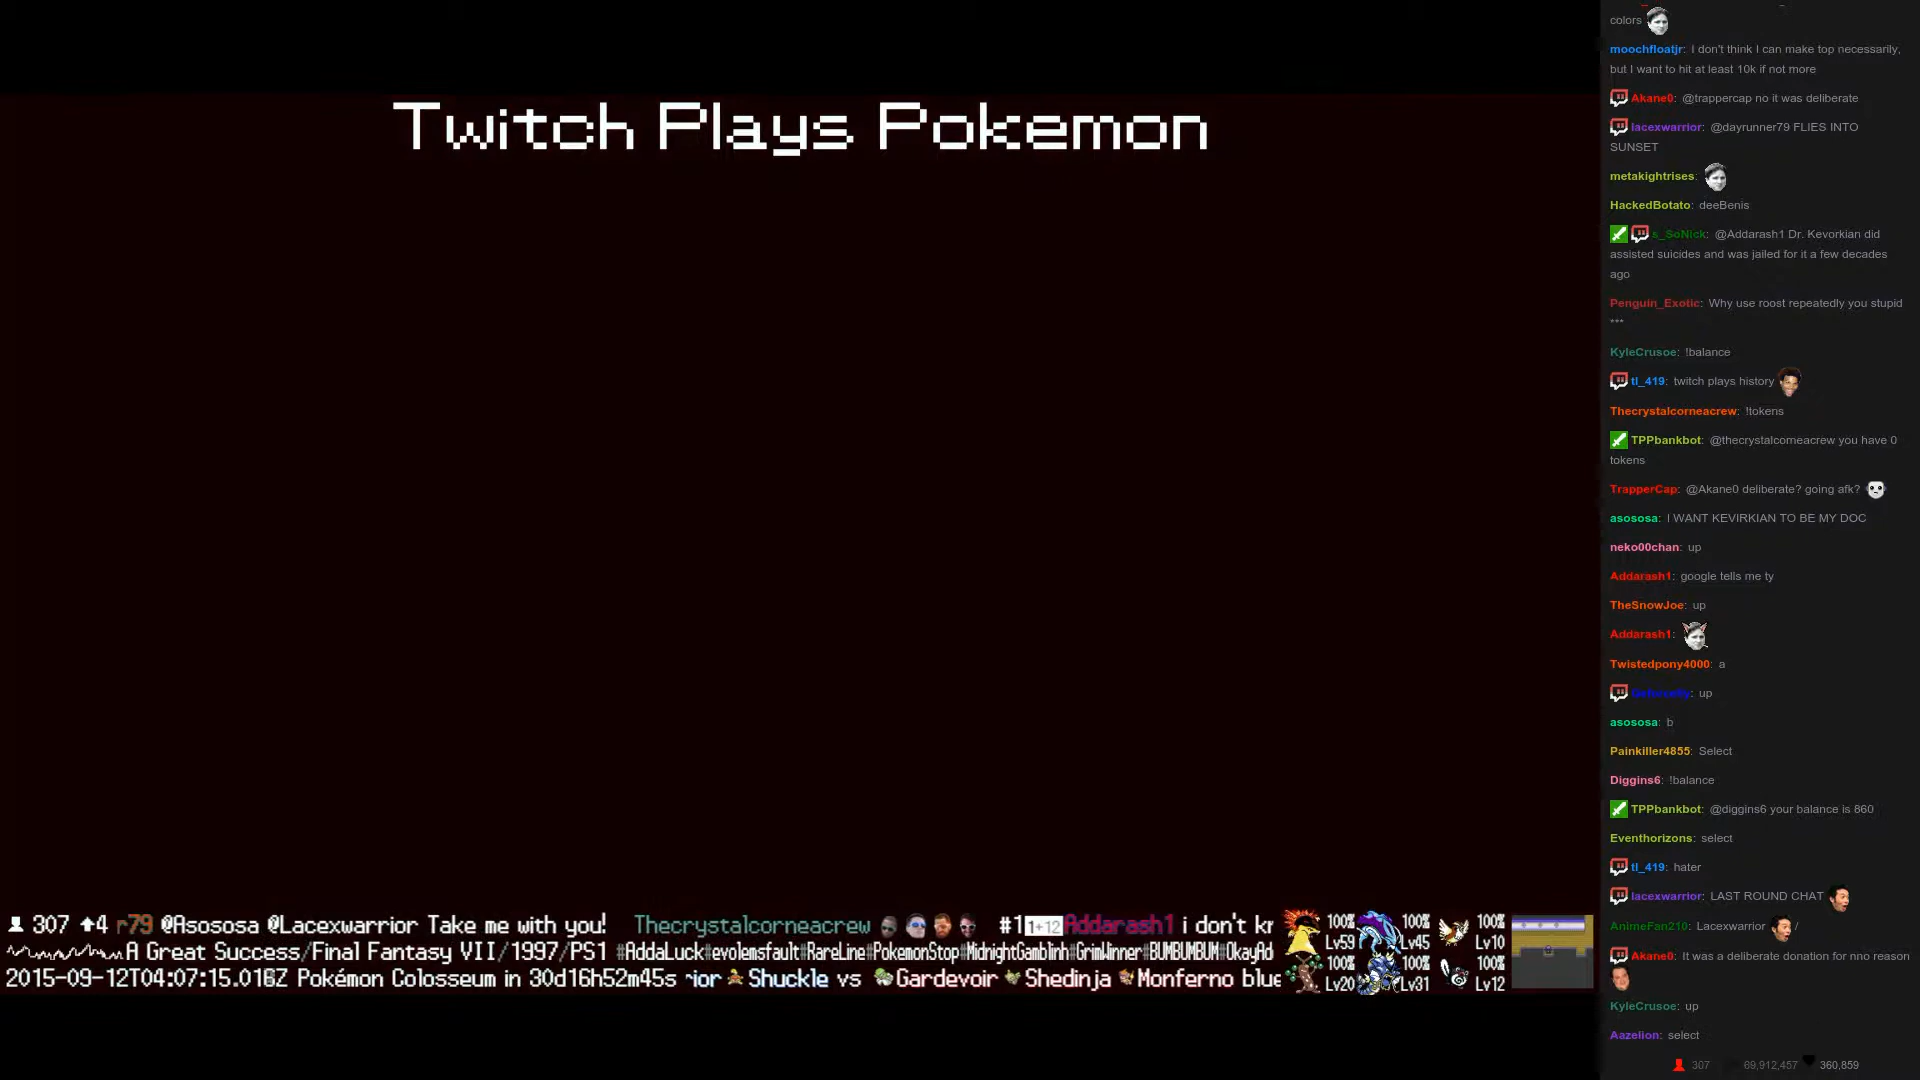 Twitch Plays Pokemon
colors
moochfloatjr: I don't think I can make top necessarily,
but I want to hit at least 10k if not more
Akane0: @trappercap no it was deliberate
lacexwarrior: @dayrunner79 FLIES INTO
SUNSET
metakightrises:
HackedBotato: deeBenis
s_SoNick: @Addarash1 Dr. Kevorkian did
assisted suicides and was jailed for it a few decades
ago
Penguin_Exotic: Why use roost repeatedly you stupid
***
KyleCrusoe: !balance
tl_419: twitch plays history
Thecrystalcorneacrew: !tokens
TPPbankbot: @thecrystalcorneacrew you have 0
tokens
TrapperCap: @Akane0 deliberate? going afk?
asososa: I WANT KEVIRKIAN TO BE MY DOC
neko00chan: up
Addarash1: google tells me ty
TheSnowJoe: up
Addarash1:
Twistedpony4000: a
: up
asososa: b
Painkiller4855: Select
Diggins6: !balance
TPPbankbot: @diggins6 your balance is 860
Eventhorizons: select
tl_419: hater
lacexwarrior: LAST ROUND CHAT
AnimeFan210: Lacexwarrior /
Akane0: It was a deliberate donation for nno reason
KyleCrusoe: up
Aazelion: select
307 69,912,457 360,859
307 4 r79 @Asososa @Lacexwarrior Take me with you! Thecrystalcorneacrew #1 1+12 Addarash1 i don't kr
A Great Success/Final Fantasy VII/1997/PS1 #AddaLuck#evolemsfault#RareLine#PokemonStop#MidnightGamblinh#GrimWinner#BUMBUMBUM#OkayAd
2015-09-12T04:07:15.018Z Pokémon Colosseum in 30d16h52m45s rior Shuckle vs Gardevoir Shedinja Monferno blue
100% 100% 100%
Lv59 Lv45 Lv10
100% 100% 100%
Lv20 Lv31 Lv12